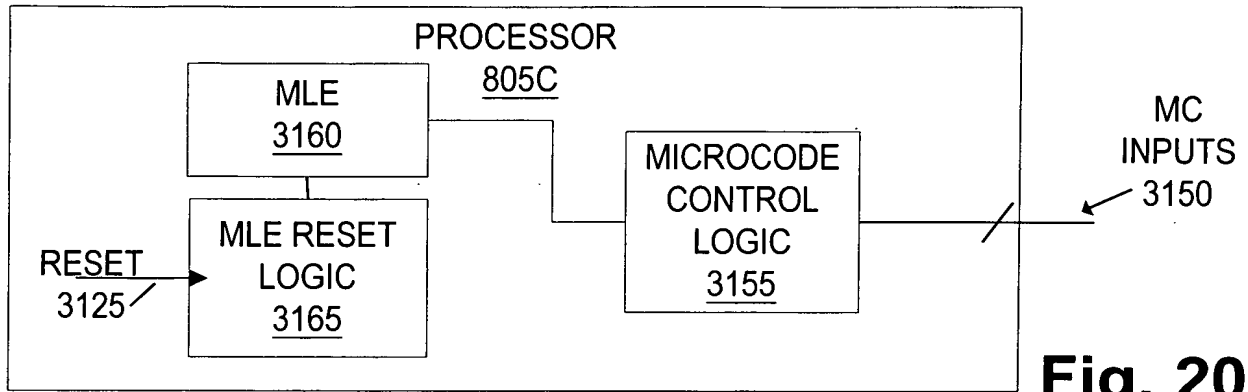 PROCESSOR
805C
MLE
3160
MICROCODE
CONTROL
LOGIC
3155
MC
INPUTS
3150
MLE RESET
LOGIC
3165
RESET
3125
Fig. 20